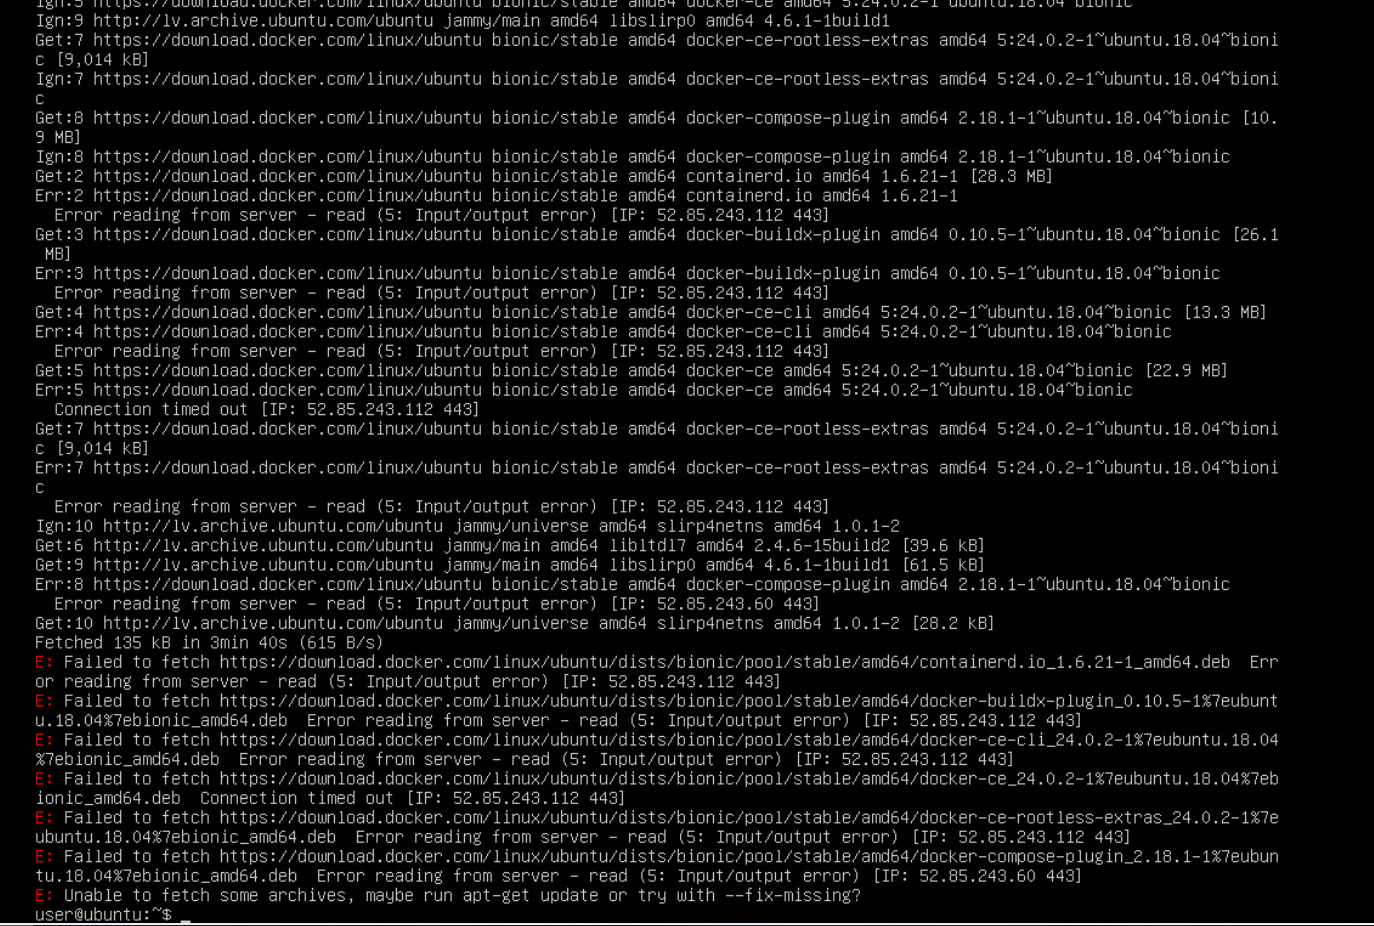 Ign:5 https://download.docker.com/linux/ubuntu bionic/stable amd64 docker-ce amd64 5:24.0.2-1~ubuntu.18.04~bionic
Ign:9 http://lv.archive.ubuntu.com/ubuntu jammy/main amd64 libslirp0 amd64 4.6.1-1build1
Get:7 https://download.docker.com/linux/ubuntu bionic/stable amd64 docker-ce-rootless-extras amd64 5:24.0.2-1~ubuntu.18.04~bioni
c [9,014 kB]
Ign:7 https://download.docker.com/linux/ubuntu bionic/stable amd64 docker-ce-rootless-extras amd64 5:24.0.2-1~ubuntu.18.04~bioni
c
Get:8 https://download.docker.com/linux/ubuntu bionic/stable amd64 docker-compose-plugin amd64 2.18.1-1~ubuntu.18.04~bionic [10.
9 MB]
Ign:8 https://download.docker.com/linux/ubuntu bionic/stable amd64 docker-compose-plugin amd64 2.18.1-1~ubuntu.18.04~bionic
Get:2 https://download.docker.com/linux/ubuntu bionic/stable amd64 containerd.io amd64 1.6.21-1 [28.3 MB]
Err:2 https://download.docker.com/linux/ubuntu bionic/stable amd64 containerd.io amd64 1.6.21-1
  Error reading from server - read (5: Input/output error) [IP: 52.85.243.112 443]
Get:3 https://download.docker.com/linux/ubuntu bionic/stable amd64 docker-buildx-plugin amd64 0.10.5-1~ubuntu.18.04~bionic [26.1
 MB]
Err:3 https://download.docker.com/linux/ubuntu bionic/stable amd64 docker-buildx-plugin amd64 0.10.5-1~ubuntu.18.04~bionic
  Error reading from server - read (5: Input/output error) [IP: 52.85.243.112 443]
Get:4 https://download.docker.com/linux/ubuntu bionic/stable amd64 docker-ce-cli amd64 5:24.0.2-1~ubuntu.18.04~bionic [13.3 MB]
Err:4 https://download.docker.com/linux/ubuntu bionic/stable amd64 docker-ce-cli amd64 5:24.0.2-1~ubuntu.18.04~bionic
  Error reading from server - read (5: Input/output error) [IP: 52.85.243.112 443]
Get:5 https://download.docker.com/linux/ubuntu bionic/stable amd64 docker-ce amd64 5:24.0.2-1~ubuntu.18.04~bionic [22.9 MB]
Err:5 https://download.docker.com/linux/ubuntu bionic/stable amd64 docker-ce amd64 5:24.0.2-1~ubuntu.18.04~bionic
  Connection timed out [IP: 52.85.243.112 443]
Get:7 https://download.docker.com/linux/ubuntu bionic/stable amd64 docker-ce-rootless-extras amd64 5:24.0.2-1~ubuntu.18.04~bioni
c [9,014 kB]
Err:7 https://download.docker.com/linux/ubuntu bionic/stable amd64 docker-ce-rootless-extras amd64 5:24.0.2-1~ubuntu.18.04~bioni
c
  Error reading from server - read (5: Input/output error) [IP: 52.85.243.112 443]
Ign:10 http://lv.archive.ubuntu.com/ubuntu jammy/universe amd64 slirp4netns amd64 1.0.1-2
Get:6 http://lv.archive.ubuntu.com/ubuntu jammy/main amd64 libltdl7 amd64 2.4.6-15build2 [39.6 kB]
Get:9 http://lv.archive.ubuntu.com/ubuntu jammy/main amd64 libslirp0 amd64 4.6.1-1build1 [61.5 kB]
Err:8 https://download.docker.com/linux/ubuntu bionic/stable amd64 docker-compose-plugin amd64 2.18.1-1~ubuntu.18.04~bionic
  Error reading from server - read (5: Input/output error) [IP: 52.85.243.60 443]
Get:10 http://lv.archive.ubuntu.com/ubuntu jammy/universe amd64 slirp4netns amd64 1.0.1-2 [28.2 kB]
Fetched 135 kB in 3min 40s (615 B/s)
E: Failed to fetch https://download.docker.com/linux/ubuntu/dists/bionic/pool/stable/amd64/containerd.io_1.6.21-1_amd64.deb  Err
or reading from server - read (5: Input/output error) [IP: 52.85.243.112 443]
E: Failed to fetch https://download.docker.com/linux/ubuntu/dists/bionic/pool/stable/amd64/docker-buildx-plugin_0.10.5-1%7eubunt
u.18.04%7ebionic_amd64.deb  Error reading from server - read (5: Input/output error) [IP: 52.85.243.112 443]
E: Failed to fetch https://download.docker.com/linux/ubuntu/dists/bionic/pool/stable/amd64/docker-ce-cli_24.0.2-1%7eubuntu.18.04
%7ebionic_amd64.deb  Error reading from server - read (5: Input/output error) [IP: 52.85.243.112 443]
E: Failed to fetch https://download.docker.com/linux/ubuntu/dists/bionic/pool/stable/amd64/docker-ce_24.0.2-1%7eubuntu.18.04%7eb
ionic_amd64.deb  Connection timed out [IP: 52.85.243.112 443]
E: Failed to fetch https://download.docker.com/linux/ubuntu/dists/bionic/pool/stable/amd64/docker-ce-rootless-extras_24.0.2-1%7e
ubuntu.18.04%7ebionic_amd64.deb  Error reading from server - read (5: Input/output error) [IP: 52.85.243.112 443]
E: Failed to fetch https://download.docker.com/linux/ubuntu/dists/bionic/pool/stable/amd64/docker-compose-plugin_2.18.1-1%7eubun
tu.18.04%7ebionic_amd64.deb  Error reading from server - read (5: Input/output error) [IP: 52.85.243.60 443]
E: Unable to fetch some archives, maybe run apt-get update or try with --fix-missing?
user@ubuntu:~$ _